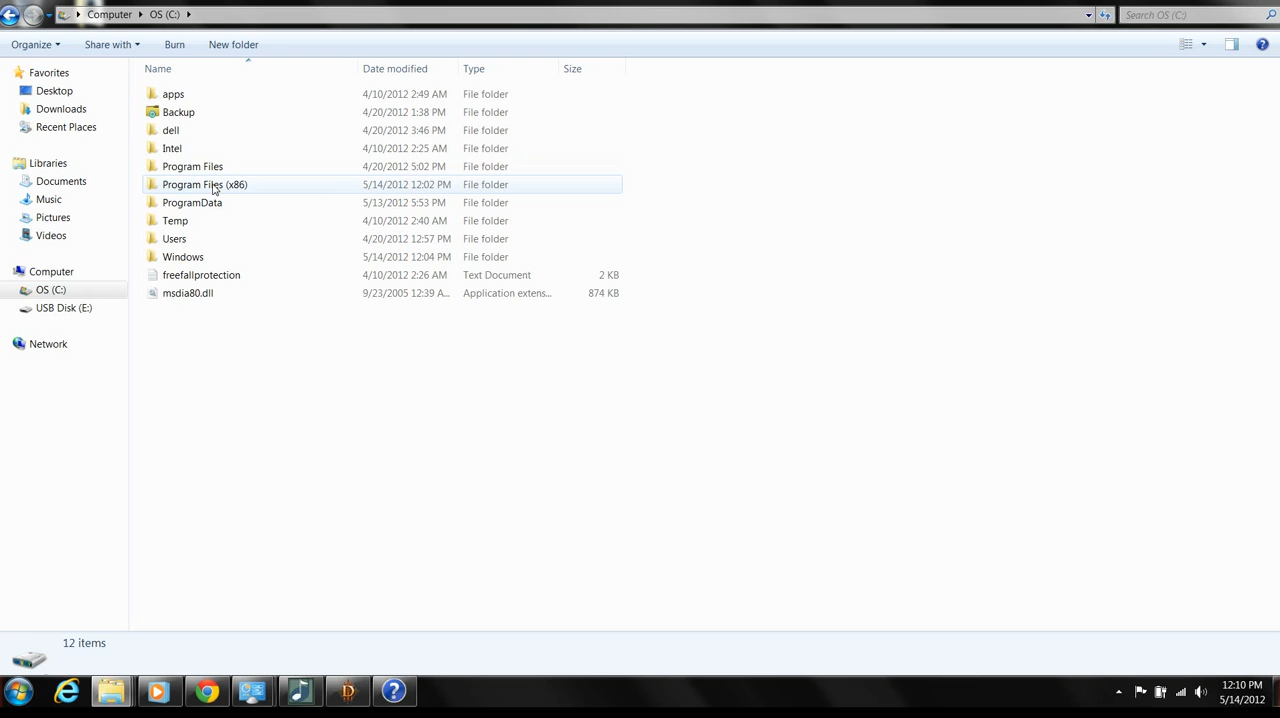 Computer OS (C:) Search OS (C:)
Organize Share with Burn New folder
Name Date modified Type Size
Favorites
Desktop
Downloads
Recent Places
Libraries
Documents
Music
Pictures
Videos
Computer
OS (C:)
USB Disk (E:)
Network
apps 4/10/2012 2:49 AM File folder
Backup 4/20/2012 1:38 PM File folder
dell 4/20/2012 3:46 PM File folder
Intel 4/10/2012 2:25 AM File folder
Program Files 4/20/2012 5:02 PM File folder
Program Files (x86) 5/14/2012 12:02 PM File folder
ProgramData 5/13/2012 5:53 PM File folder
Temp 4/10/2012 2:40 AM File folder
Users 4/20/2012 12:57 PM File folder
Windows 5/14/2012 12:04 PM File folder
freefallprotection 4/10/2012 2:26 AM Text Document 2 KB
msdia80.dll 9/23/2005 12:39 A... Application extens... 874 KB
12 items
12:10 PM
5/14/2012